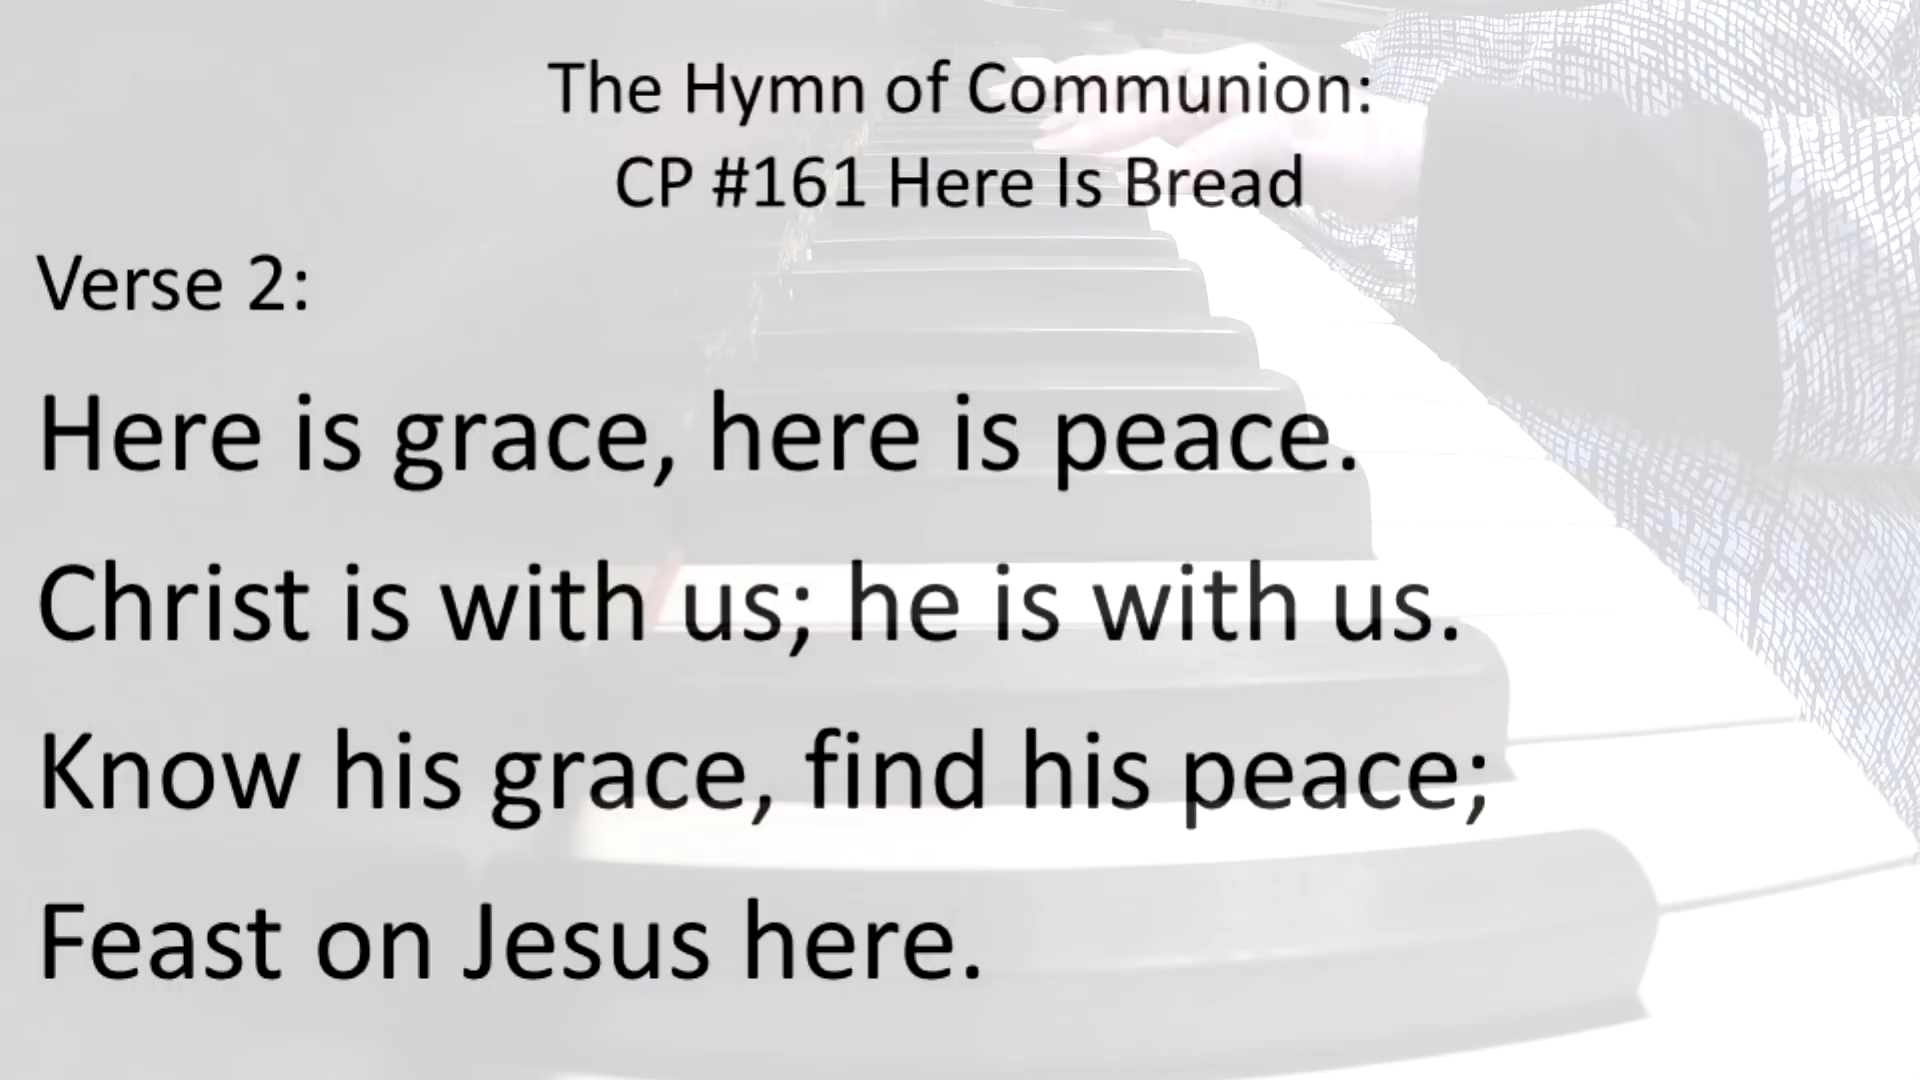 The Hymn of Communion:
CP #161 Here Is Bread
Verse 2:
Here is grace, here is peace.
Christ is with us; he is with us.
Know his grace, find his peace;
Feast on Jesus here.